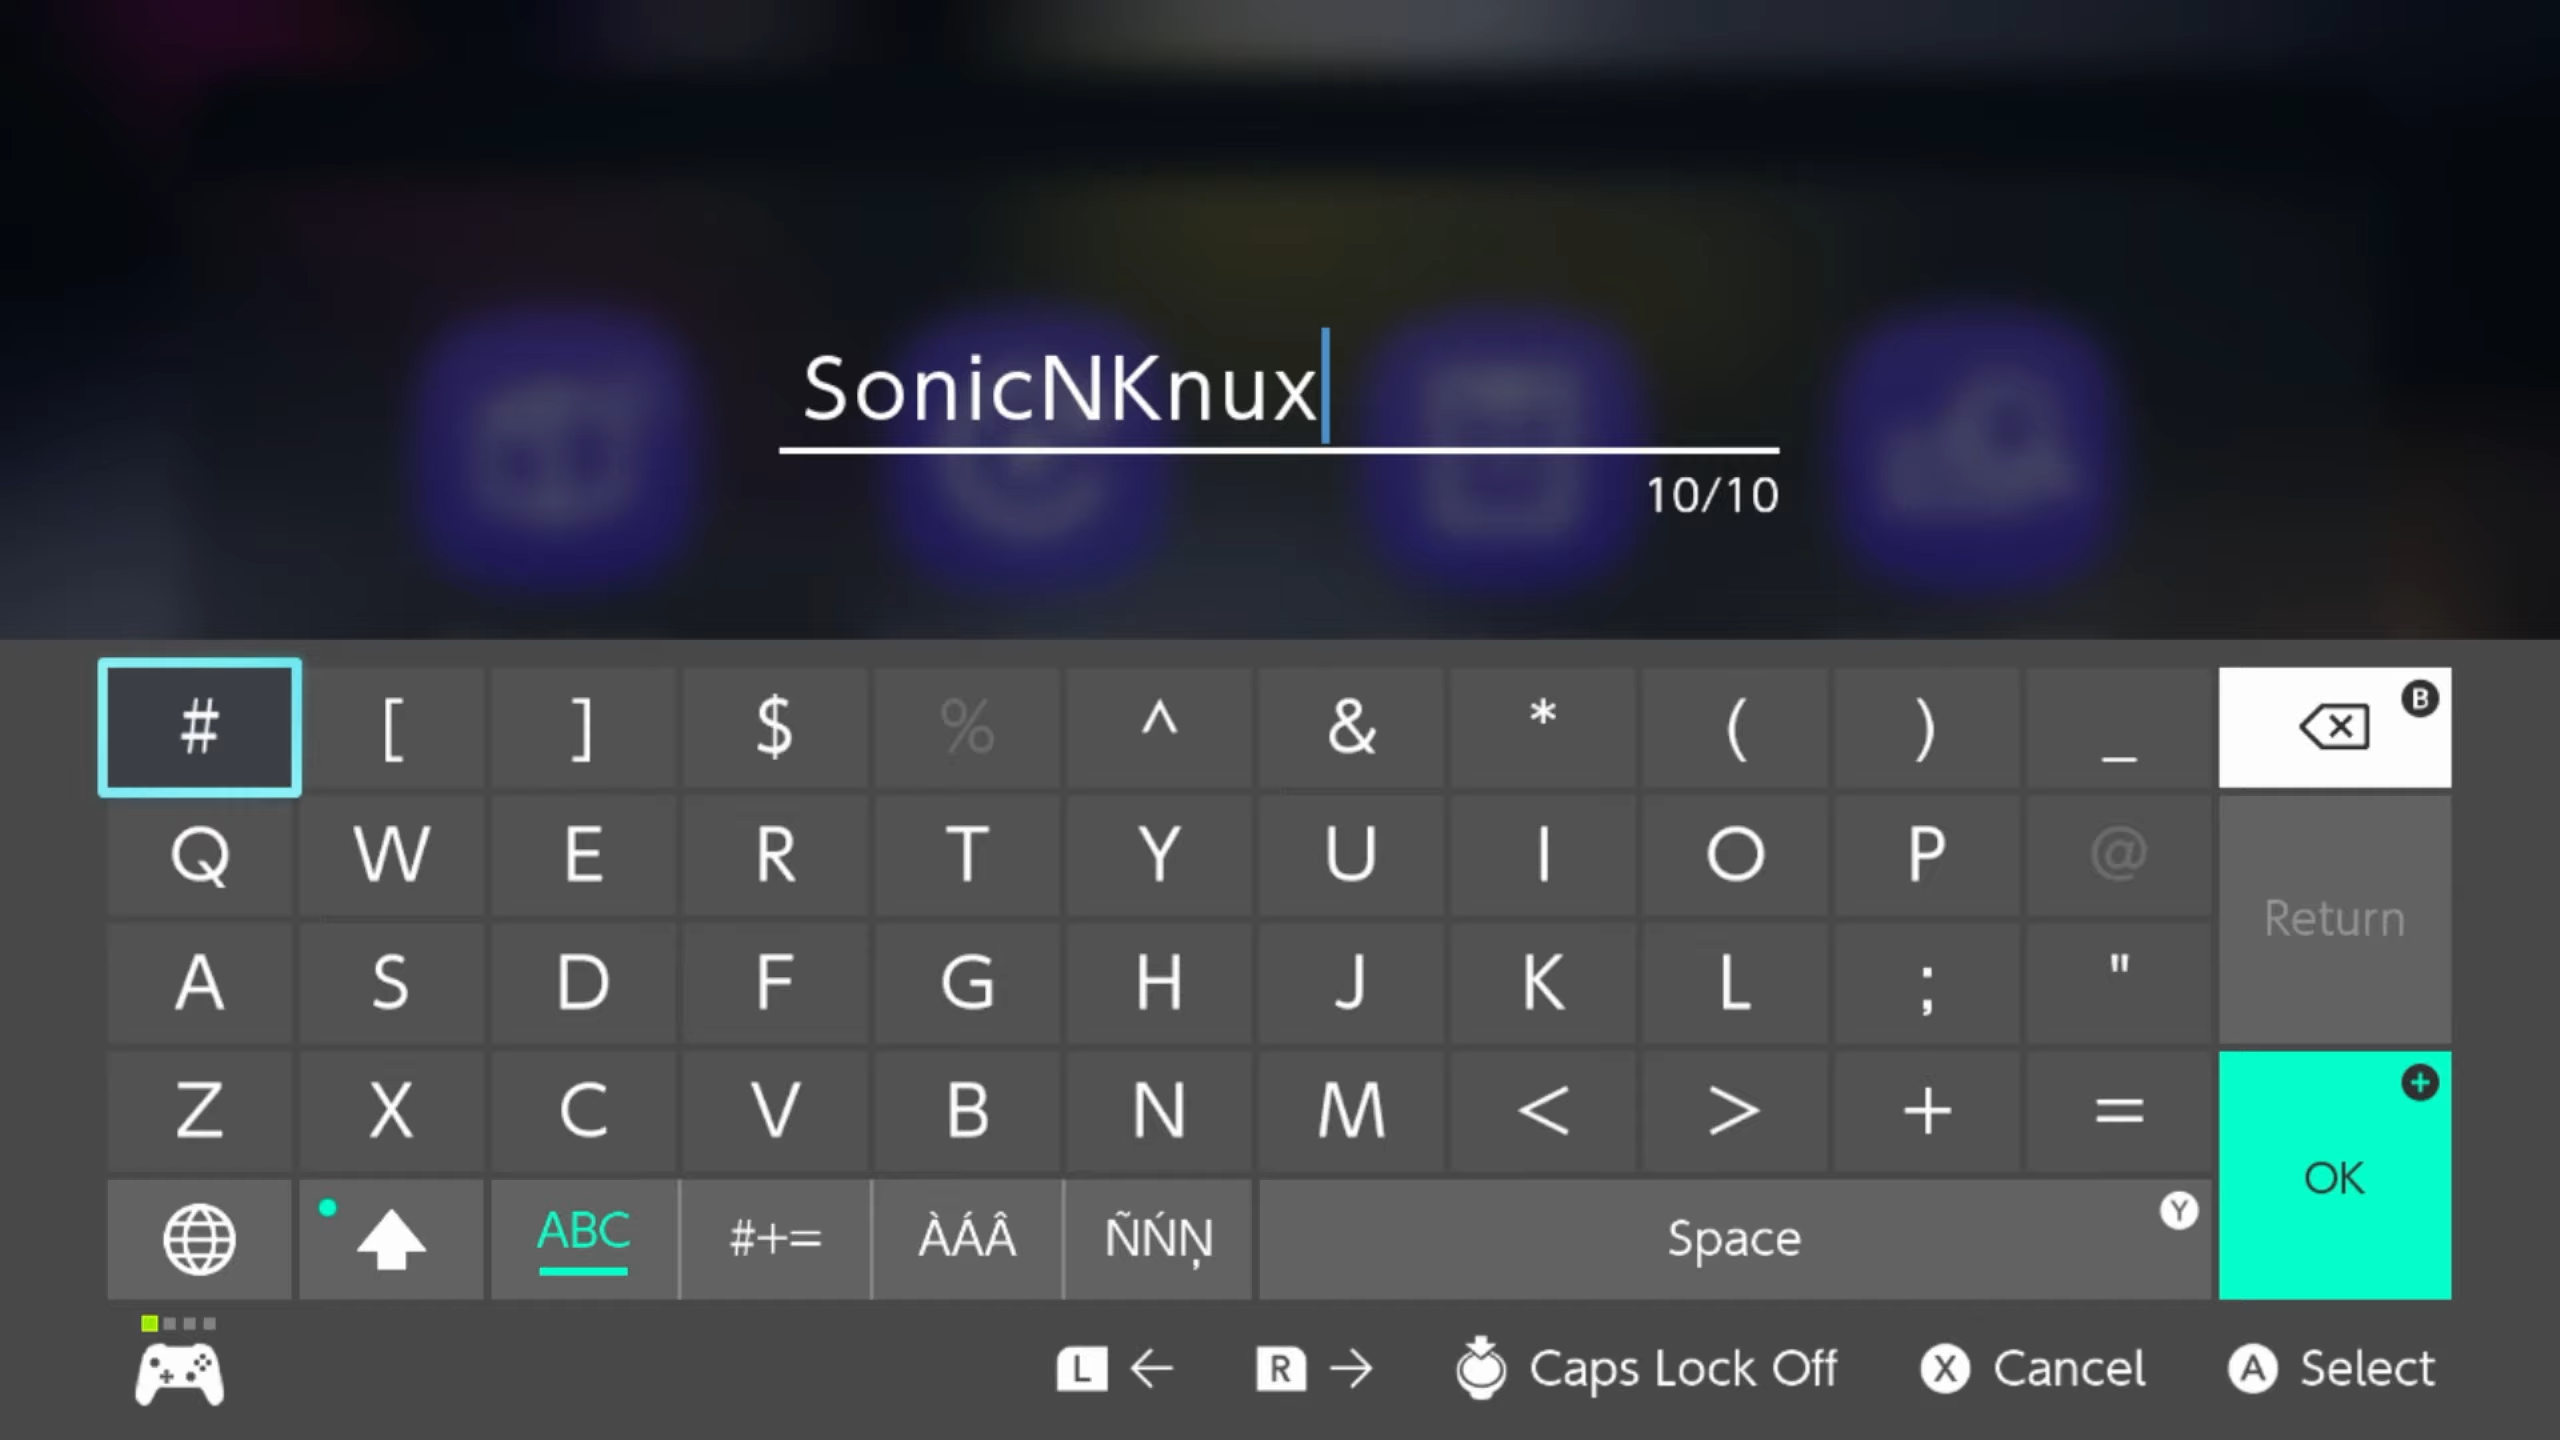 SonicNKnux
10/10
# [ ] $ % ^ & * ( ) _ B
Q W E R T Y U I O P @ Return
A S D F G H J K L ; "
Z X C V B N M < > + = + OK
ABC #+= ÀÁÂ ÑŃŅ Space Y
L ← R → Caps Lock Off X Cancel A Select